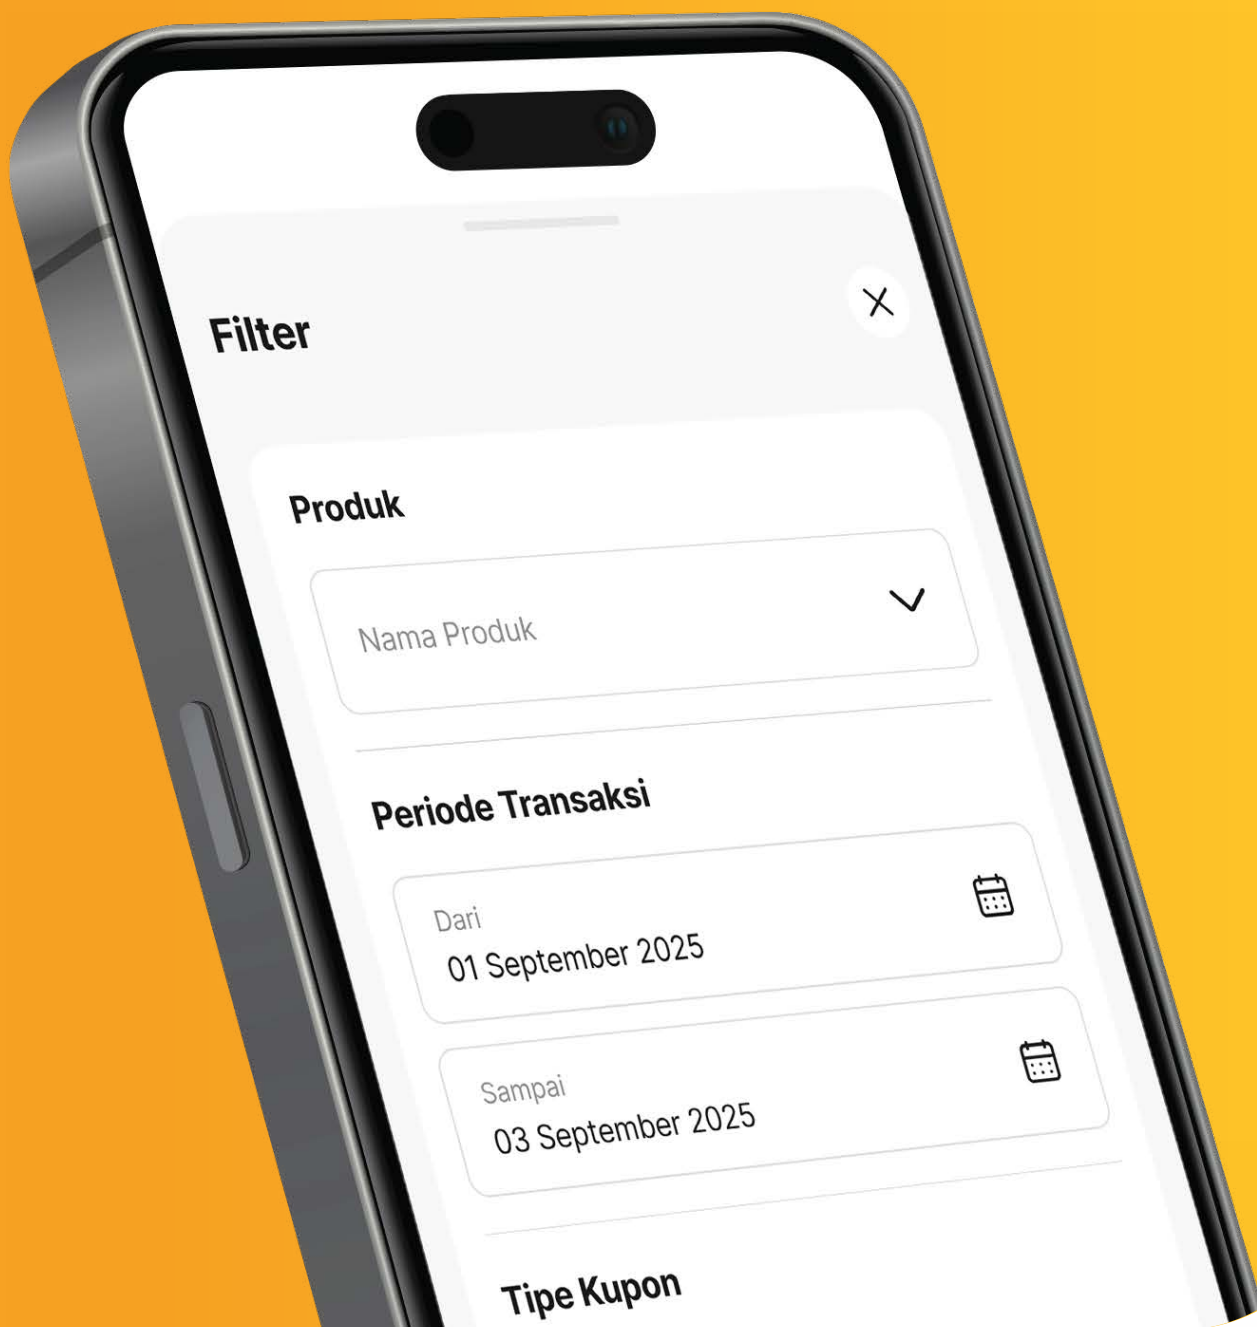 Filter
Produk
Nama Produk
Periode Transaksi
Dari
01 September 2025
Sampai
03 September 2025
Tipe Kupon